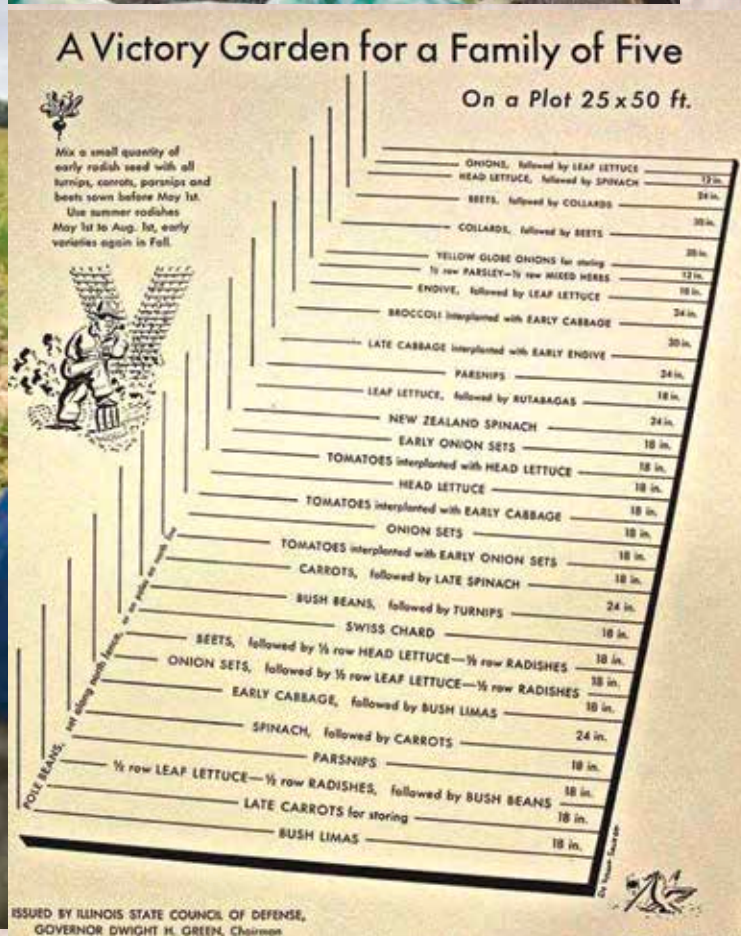 A Victory Garden for a Family of Five
On a Plot 25 x 50 ft.
Mix a small quantity of
early radish seed with all
turnips, carrots, parsnips and
beets sown before May 1st.
Use summer radishes
May 1st to Aug. 1st, early
varieties again in Fall.
ONIONS, followed by LEAF LETTUCE
HEAD LETTUCE, followed by SPINACH 12 in.
BEETS, followed by COLLARDS 24 in.
COLLARDS, followed by BEETS
YELLOW GLOBE ONIONS for storing
½ row PARSLEY—½ row MIXED HERBS 12 in.
ENDIVE, followed by LEAF LETTUCE 18 in.
BROCCOLI interplanted with EARLY CABBAGE 24 in.
LATE CABBAGE interplanted with EARLY ENDIVE 30 in.
PARSNIPS 24 in.
LEAF LETTUCE, followed by RUTABAGAS 18 in.
NEW ZEALAND SPINACH 24 in.
EARLY ONION SETS 18 in.
TOMATOES interplanted with HEAD LETTUCE 18 in.
HEAD LETTUCE 18 in.
TOMATOES interplanted with EARLY CABBAGE 18 in.
ONION SETS 18 in.
TOMATOES interplanted with EARLY ONION SETS 18 in.
CARROTS, followed by LATE SPINACH 18 in.
BUSH BEANS, followed by TURNIPS 24 in.
SWISS CHARD 18 in.
BEETS, followed by ½ row HEAD LETTUCE—½ row RADISHES 18 in.
ONION SETS, followed by ½ row LEAF LETTUCE—½ row RADISHES 18 in.
EARLY CABBAGE, followed by BUSH LIMAS 18 in.
SPINACH, followed by CARROTS 24 in.
PARSNIPS 18 in.
½ row LEAF LETTUCE—½ row RADISHES, followed by BUSH BEANS 18 in.
LATE CARROTS for storing 18 in.
BUSH LIMAS 18 in.
POLE BEANS, set along north fence, or on poles on north line
ISSUED BY ILLINOIS STATE COUNCIL OF DEFENSE,
GOVERNOR DWIGHT H. GREEN, Chairman